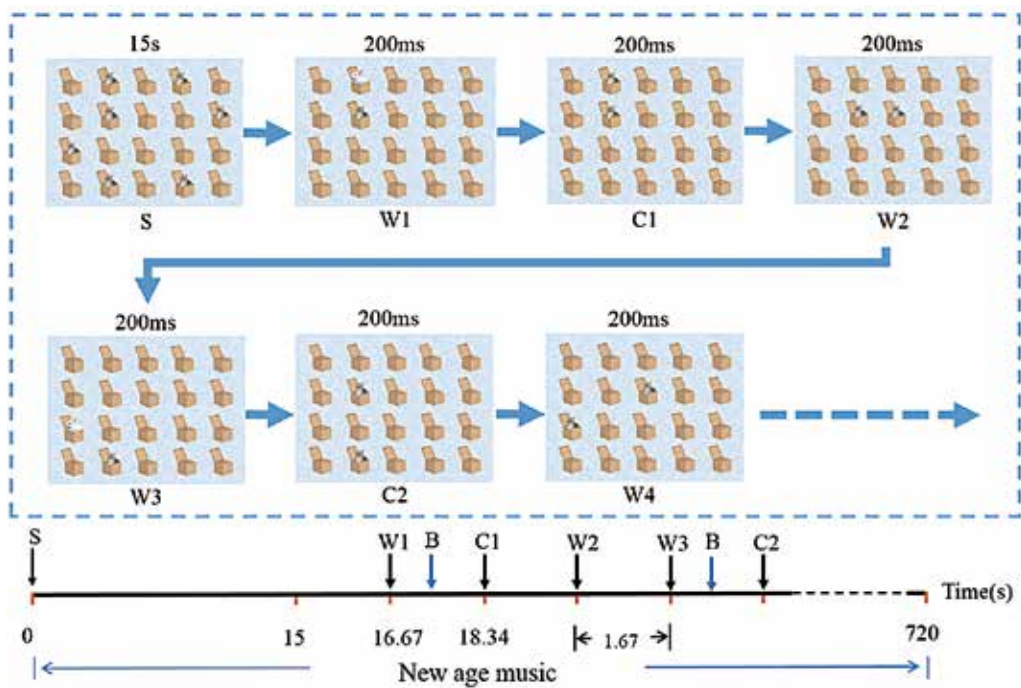 15s 200ms 200ms 200ms
S W1 C1 W2
200ms 200ms 200ms
W3 C2 W4
S W1 B C1 W2 W3 B C2
Time(s)
0 15 16.67 18.34 1.67 720
New age music